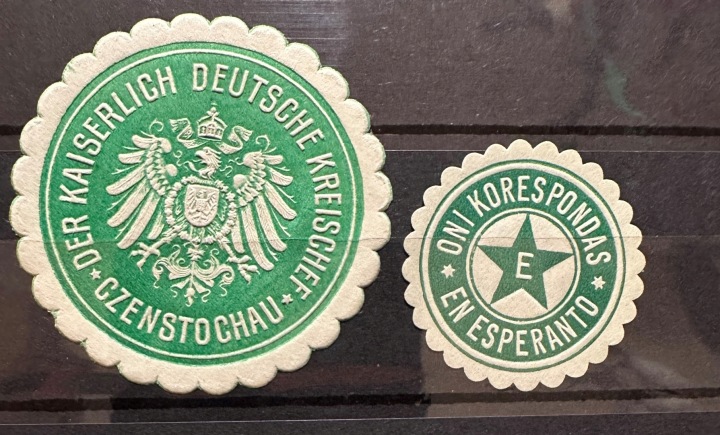 DER KAISERLICH DEUTSCHE KREISCHEF
* CZENSTOCHAU *
ONI KORESPONDAS
* EN ESPERANTO *
E